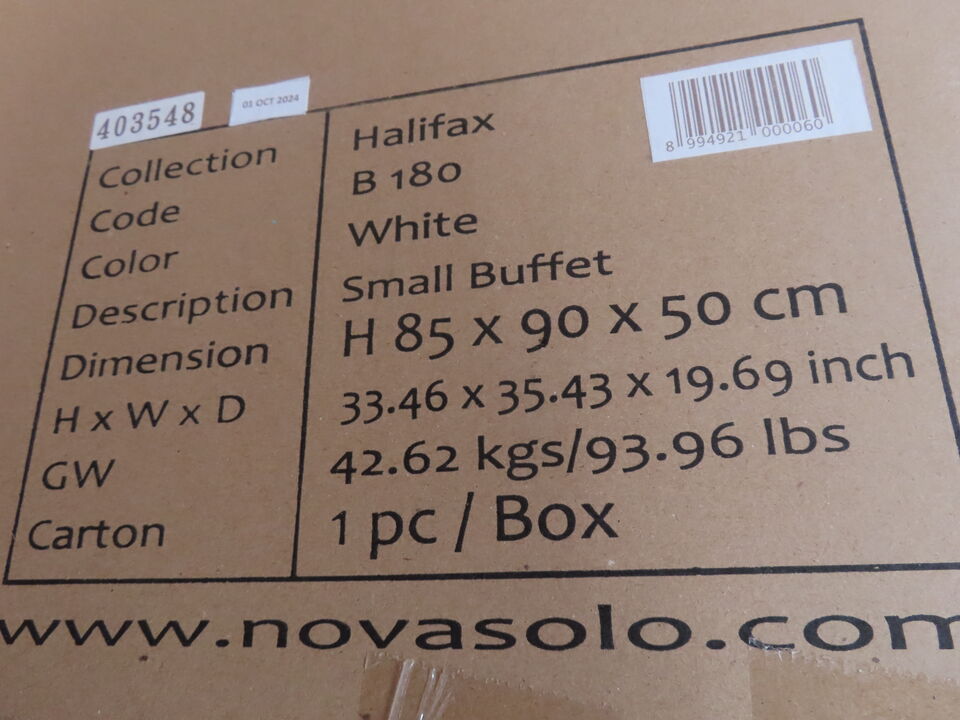 403548
01 OCT 2024
8 994921 000060
Collection Halifax
Code B 180
Color White
Description Small Buffet
Dimension H 85 x 90 x 50 cm
H x W x D 33.46 x 35.43 x 19.69 inch
GW 42.62 kgs/93.96 lbs
Carton 1 pc / Box
www.novasolo.com